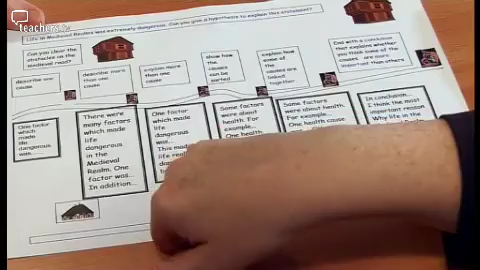 teachers.tv
Life in Medieval Realms was extremely dangerous. Can you give a hypothesis to explain this statement?
Can you clear the
obstacles on the
medieval road?
describe one
cause
describe more
than one
cause
explain more
than one
cause
show how
the
causes
can be
sorted
explain how
some of
the
causes are
linked
together
End with a conclusion
that explains whether
you think some of
the causes are more
important than others
One factor
which
made
life
dangerous
was...
There were
many factors
which made
life
dangerous
in the
Medieval
Realm. One
factor was...
In addition...
One factor
which made
life
dangerous
was...
This made
life
Some factors
were about
health. For
example...
One health
Some factors
were about health.
For example...
One health cause
In conclusion...
I think the most
important reason
Why life in the